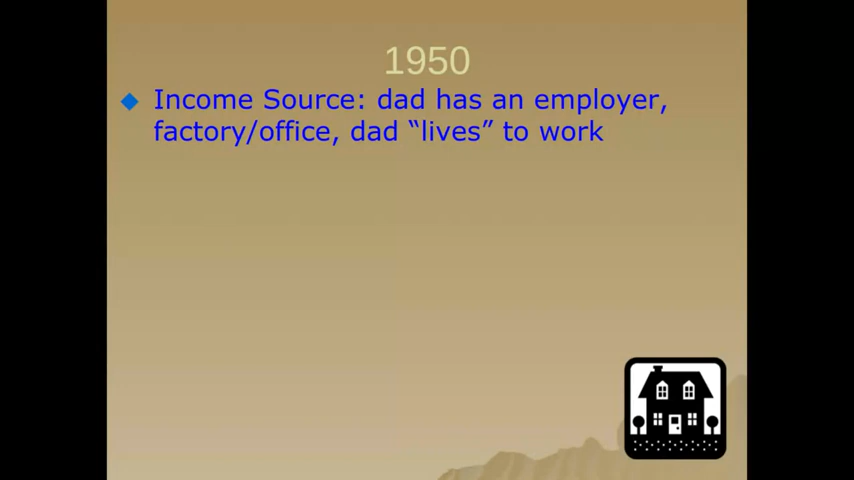 1950
Income Source: dad has an employer,
factory/office, dad “lives” to work